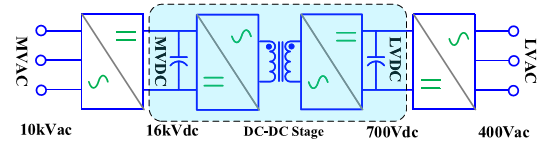 MVAC
MVDC
LVDC
LVAC
10kVac
16kVdc
DC-DC Stage
700Vdc
400Vac